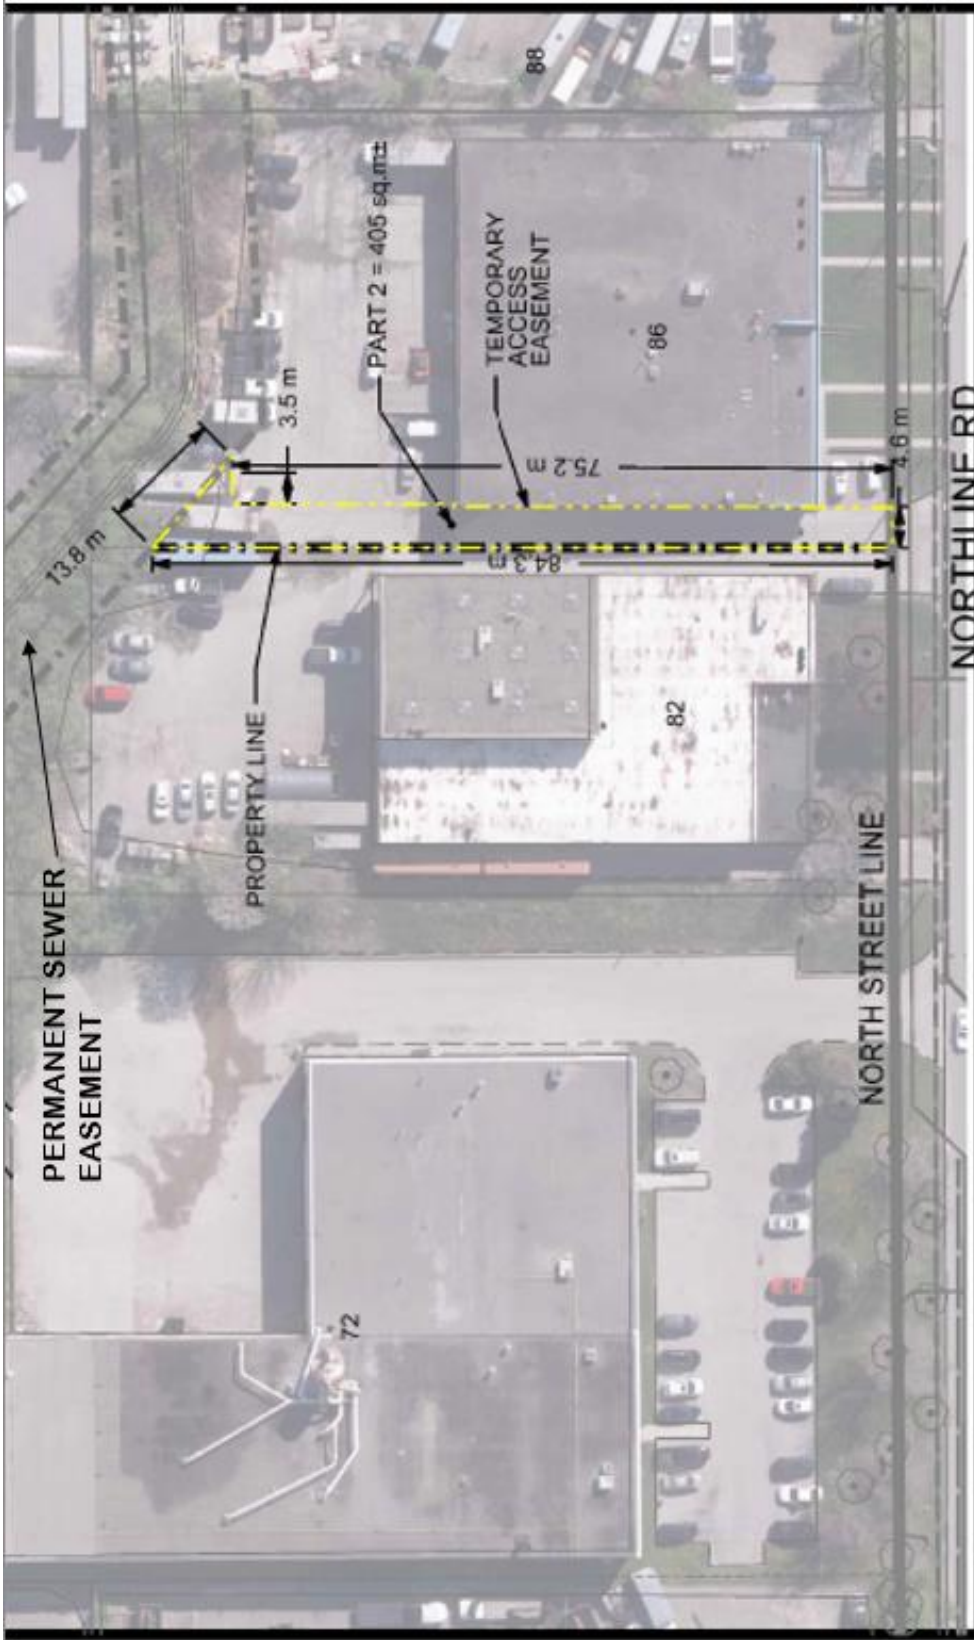 88
PART 2 = 405 sq.m±
TEMPORARY
ACCESS
EASEMENT
86
3.5 m
75.2 m
4.6 m
13.8 m
84.3 m
NORTHLINE RD
PROPERTY LINE
82
PERMANENT SEWER
EASEMENT
NORTH STREET LINE
72